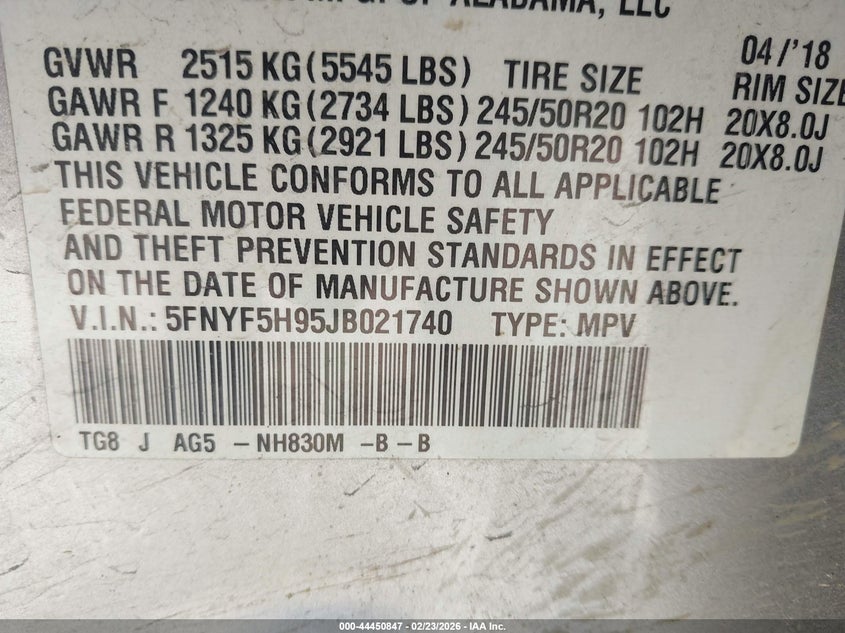 ALABAMA, LLC
04/'18
GVWR 2515 KG(5545 LBS) TIRE SIZE RIM SIZE
GAWR F 1240 KG(2734 LBS) 245/50R20 102H 20X8.0J
GAWR R 1325 KG(2921 LBS) 245/50R20 102H 20X8.0J
THIS VEHICLE CONFORMS TO ALL APPLICABLE
FEDERAL MOTOR VEHICLE SAFETY
AND THEFT PREVENTION STANDARDS IN EFFECT
ON THE DATE OF MANUFACTURE SHOWN ABOVE.
V.I.N.: 5FNYF5H95JB021740 TYPE: MPV
TG8 J AG5 -NH830M -B-B
000-44450847 - 02/23/2026 - IAA Inc.